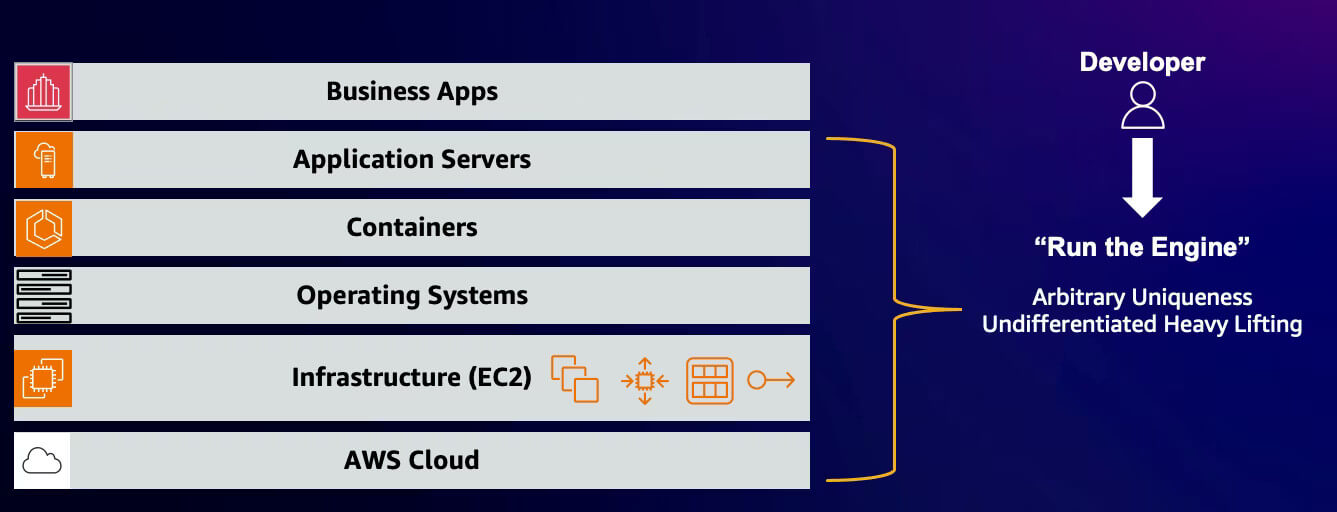 Business Apps
Application Servers
Containers
Operating Systems
Infrastructure (EC2)
AWS Cloud
Developer
“Run the Engine”
Arbitrary Uniqueness
Undifferentiated Heavy Lifting